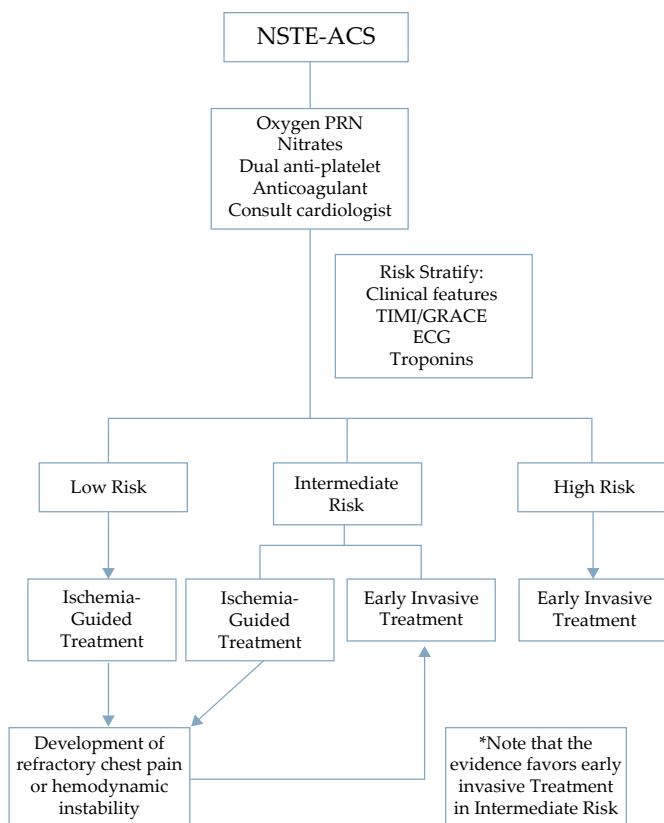 NSTE-ACS
Oxygen PRN
Nitrates
Dual anti-platelet
Anticoagulant
Consult cardiologist
Risk Stratify:
Clinical features
TIMI/GRACE
ECG
Troponins
Low Risk
Intermediate
Risk
High Risk
Ischemia-
Guided
Treatment
Ischemia-
Guided
Treatment
Early Invasive
Treatment
Early Invasive
Treatment
Development of
refractory chest pain
or hemodynamic
instability
*Note that the
evidence favors early
invasive Treatment
in Intermediate Risk